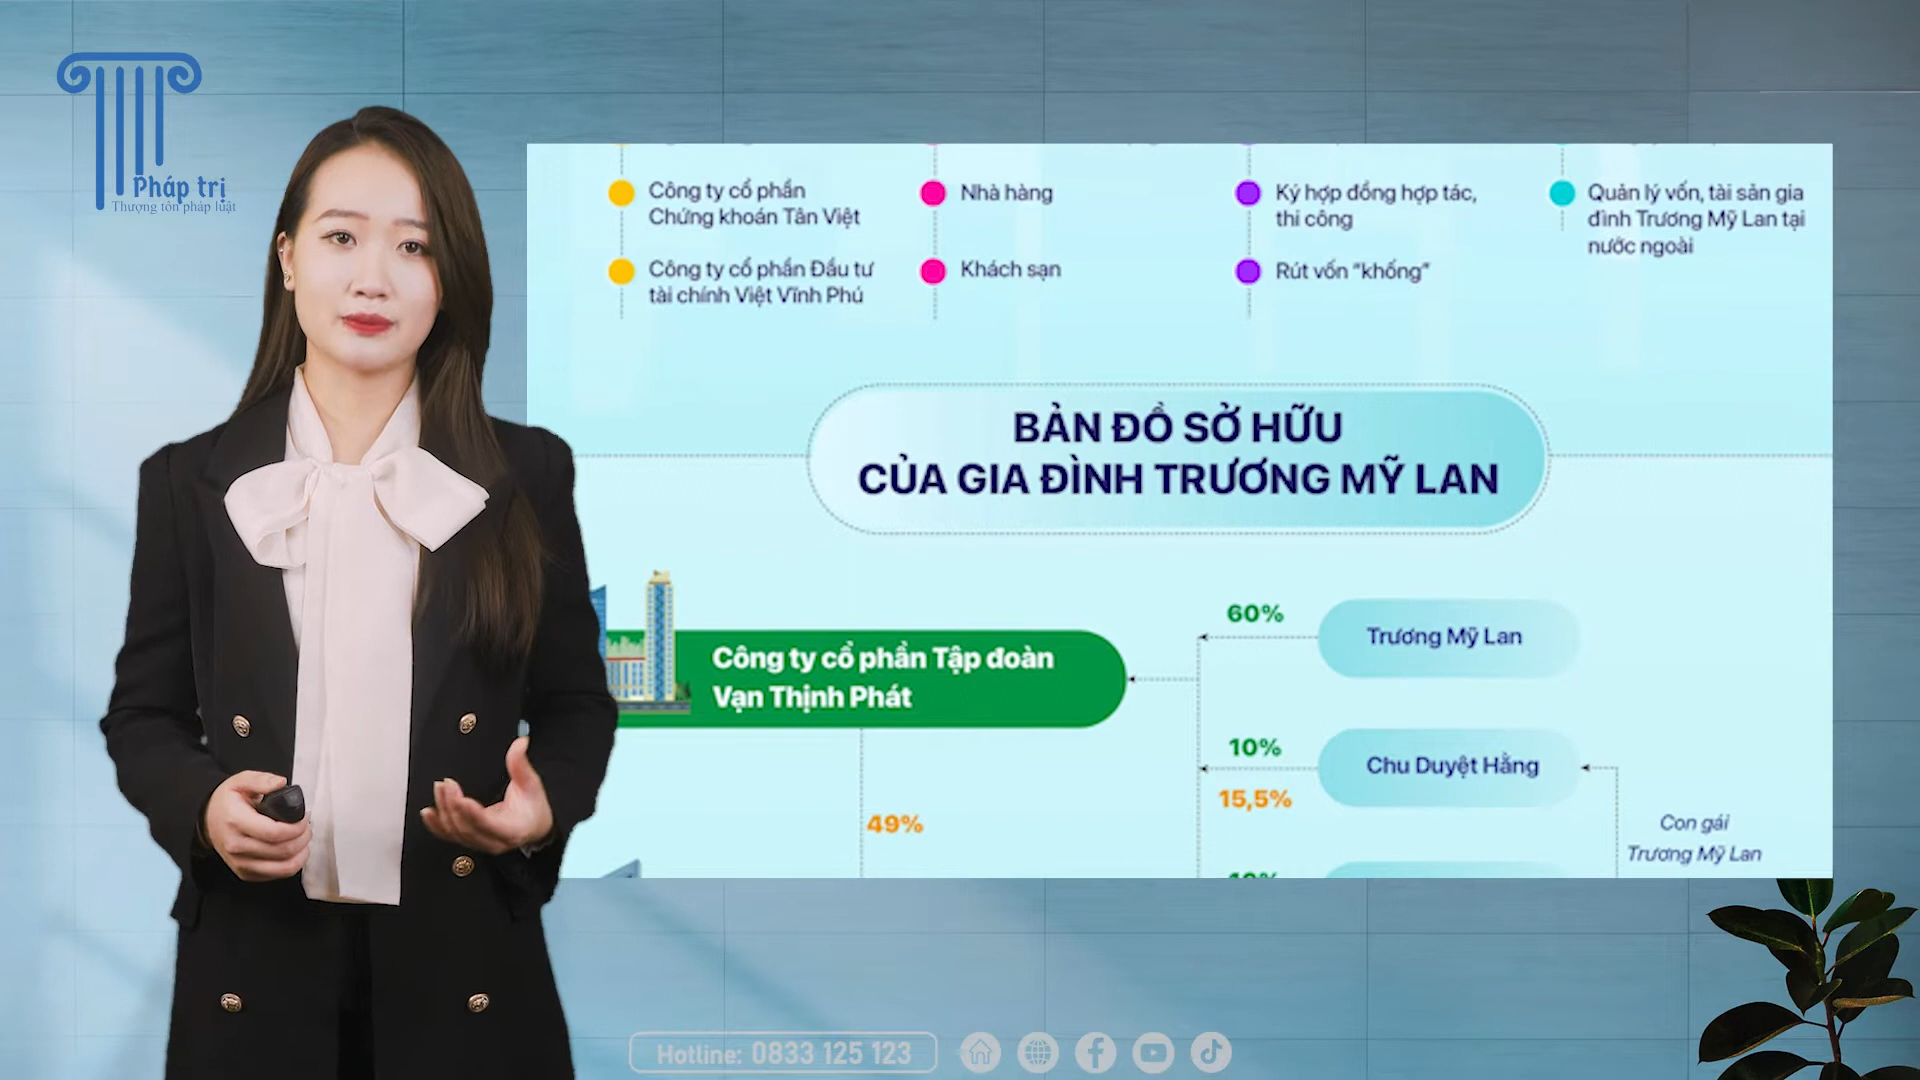 Pháp trị
Thượng tôn pháp luật
Công ty cổ phần
Chứng khoán Tân Việt
Công ty cổ phần Đầu tư
tài chính Việt Vĩnh Phú
Nhà hàng
Khách sạn
Ký hợp đồng hợp tác,
thi công
Rút vốn “khống”
Quản lý vốn, tài sản gia
đình Trương Mỹ Lan tại
nước ngoài
BẢN ĐỒ SỞ HỮU
CỦA GIA ĐÌNH TRƯƠNG MỸ LAN
Công ty cổ phần Tập đoàn
Vạn Thịnh Phát
60%
Trương Mỹ Lan
10%
15,5%
Chu Duyệt Hằng
49%
Con gái
Trương Mỹ Lan
Hotline: 0833 125 123